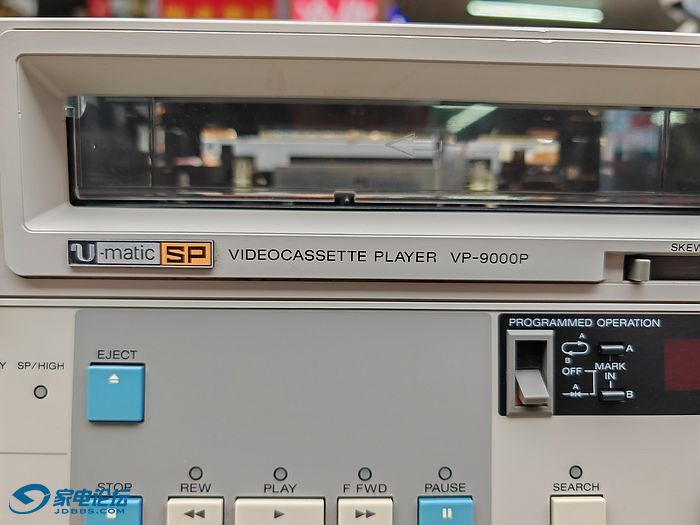 U-matic SP VIDEOCASSETTE PLAYER VP-9000P
SKEW
PROGRAMMED OPERATION
A
B
OFF
A
MARK
IN
A
B
Y SP/HIGH
EJECT
STOP
REW
PLAY
F FWD
PAUSE
SEARCH
家电论坛
JDBBS.COM